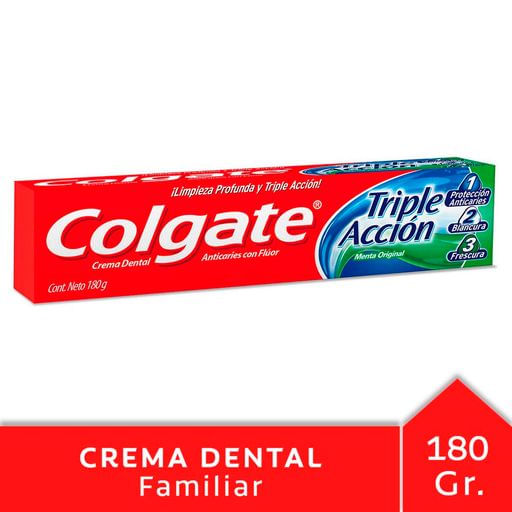 ¡Limpieza Profunda y Triple Acción!
Colgate®
Crema Dental
Anticaries con Flúor
Cont. Neto 180g
Triple
Acción
Menta Original
1
Protección
Anticaries
2
Blancura
3
Frescura
CREMA DENTAL
Familiar
180
Gr.